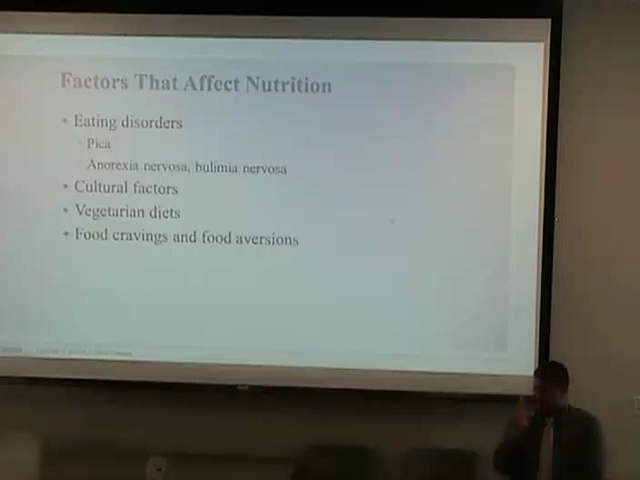 Factors That Affect Nutrition
• Eating disorders
Pica
Anorexia nervosa, bulimia nervosa
• Cultural factors
• Vegetarian diets
• Food cravings and food aversions